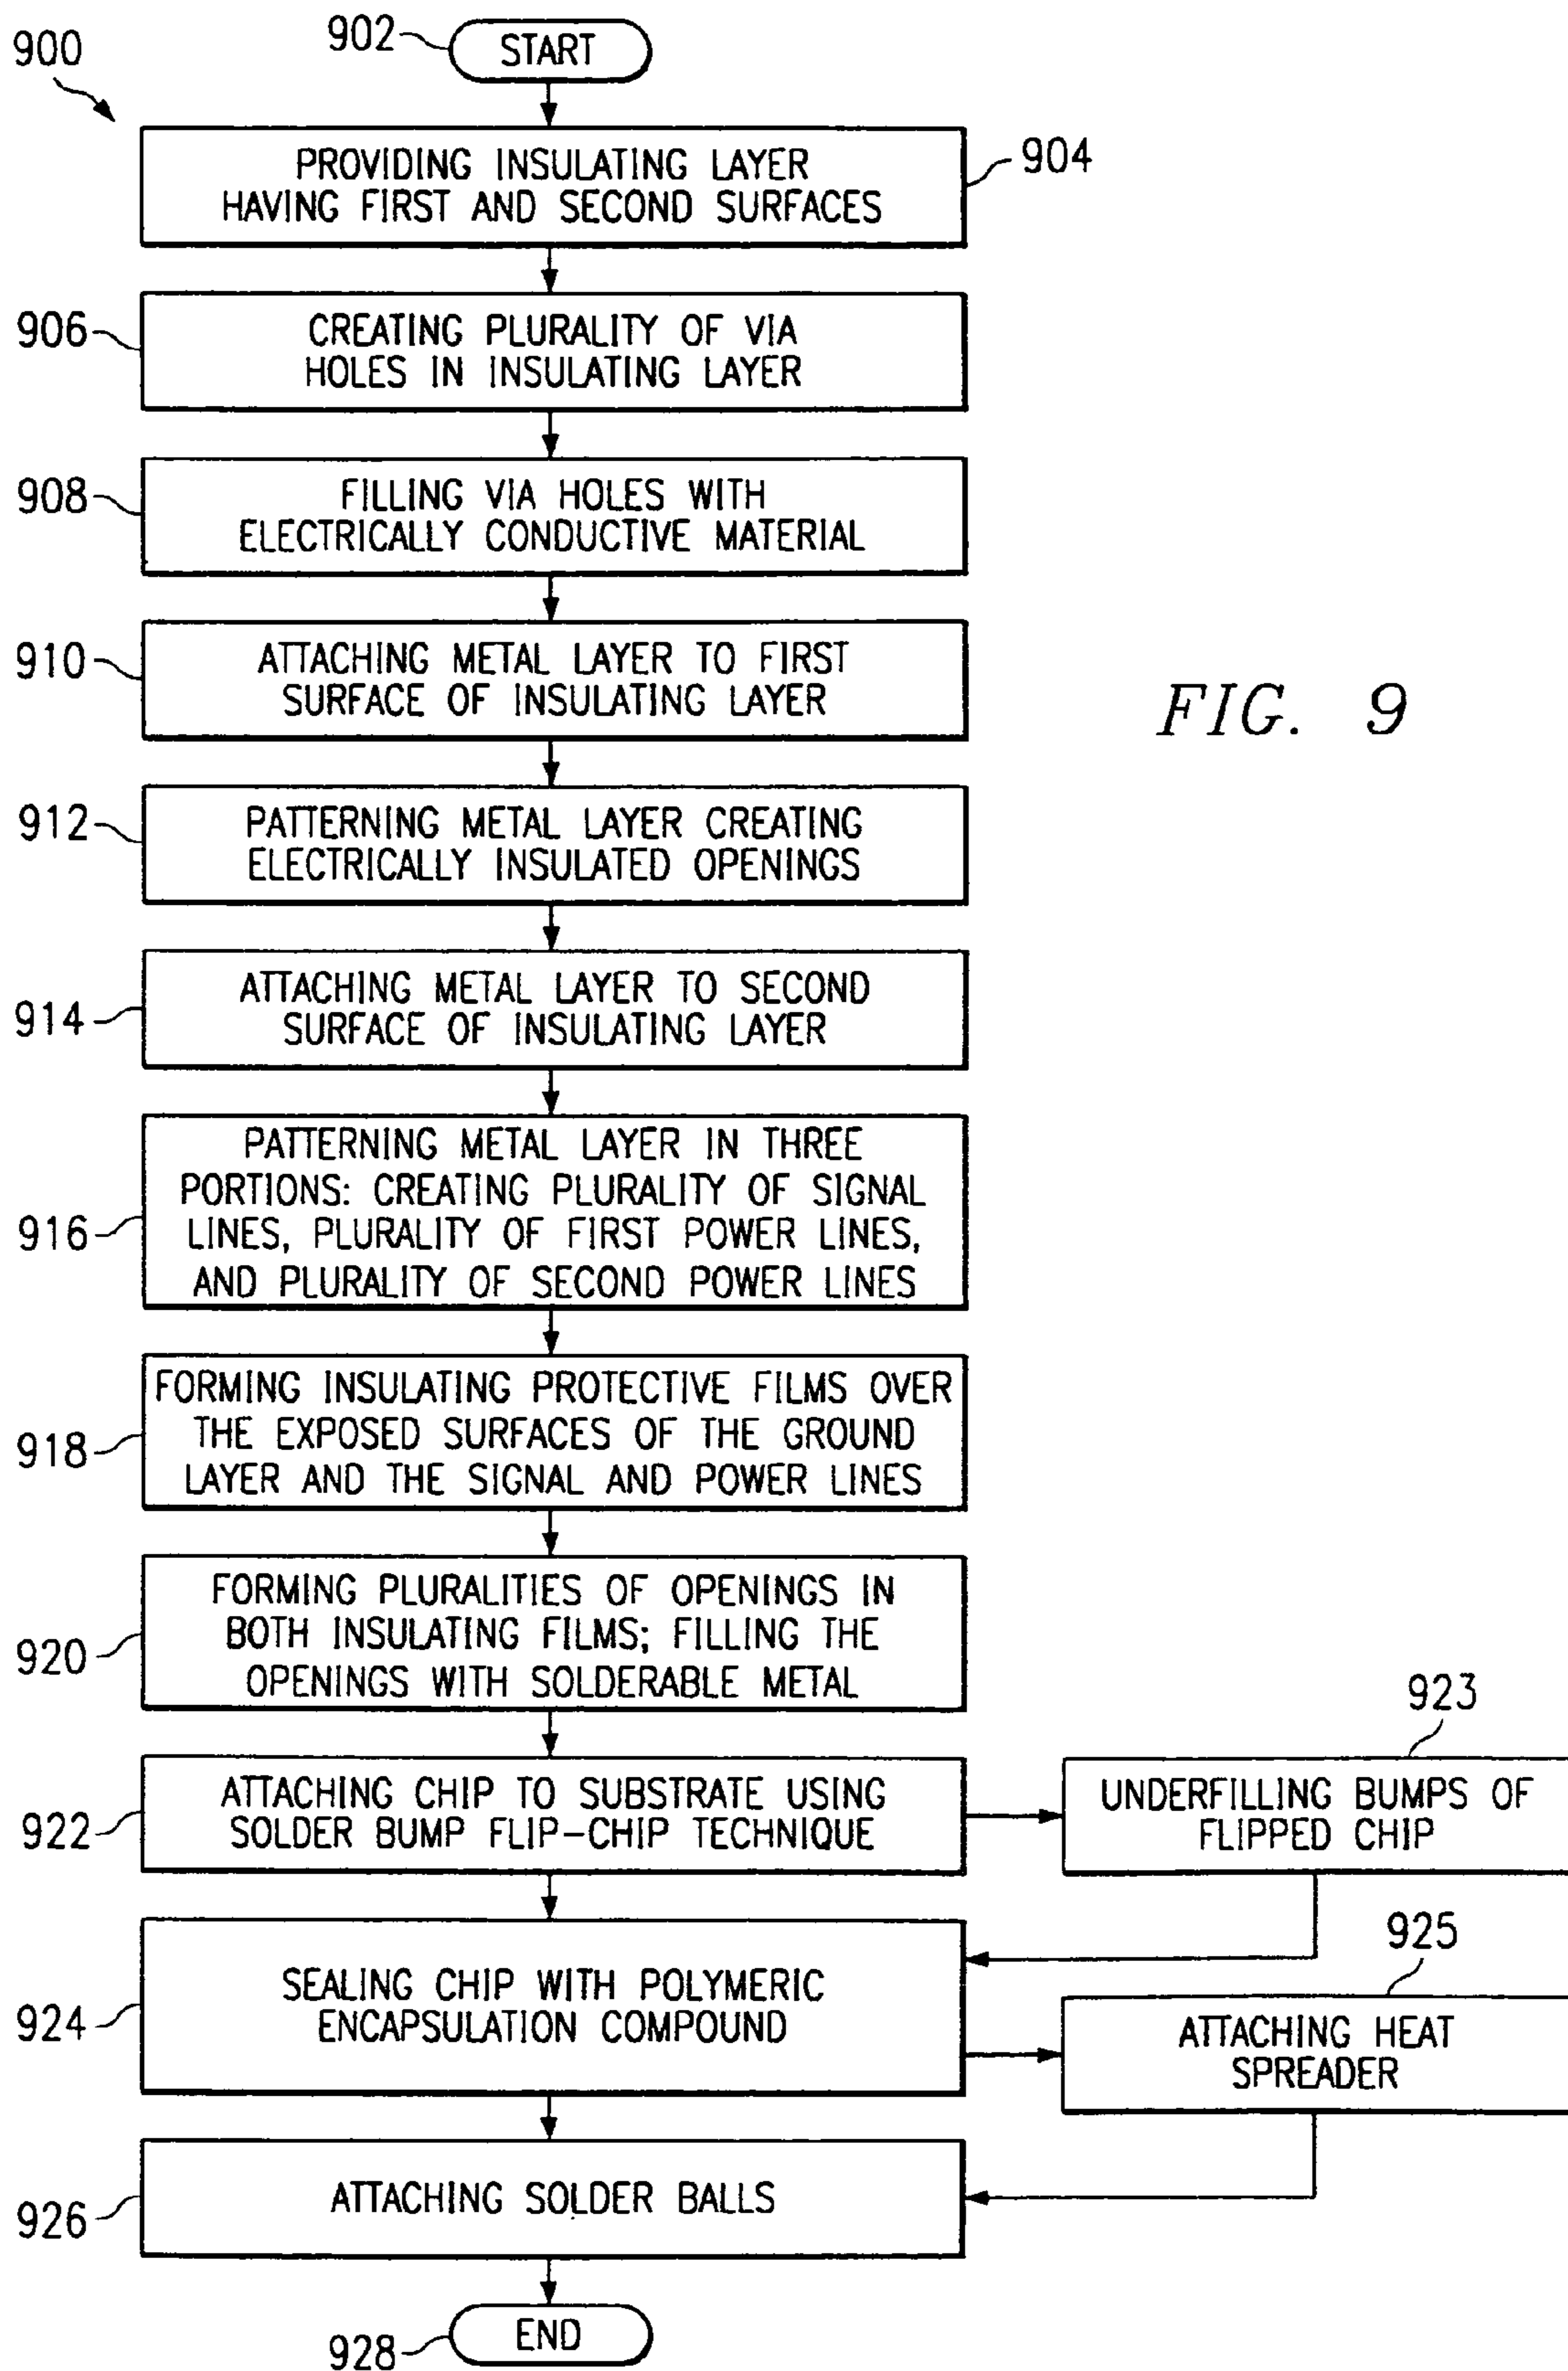 900
902
START
PROVIDING INSULATING LAYER
HAVING FIRST AND SECOND SURFACES
904
906
CREATING PLURALITY OF VIA
HOLES IN INSULATING LAYER
908
FILLING VIA HOLES WITH
ELECTRICALLY CONDUCTIVE MATERIAL
910
ATTACHING METAL LAYER TO FIRST
SURFACE OF INSULATING LAYER
FIG. 9
912
PATTERNING METAL LAYER CREATING
ELECTRICALLY INSULATED OPENINGS
914
ATTACHING METAL LAYER TO SECOND
SURFACE OF INSULATING LAYER
916
PATTERNING METAL LAYER IN THREE
PORTIONS: CREATING PLURALITY OF SIGNAL
LINES, PLURALITY OF FIRST POWER LINES,
AND PLURALITY OF SECOND POWER LINES
918
FORMING INSULATING PROTECTIVE FILMS OVER
THE EXPOSED SURFACES OF THE GROUND
LAYER AND THE SIGNAL AND POWER LINES
920
FORMING PLURALITIES OF OPENINGS IN
BOTH INSULATING FILMS; FILLING THE
OPENINGS WITH SOLDERABLE METAL
922
ATTACHING CHIP TO SUBSTRATE USING
SOLDER BUMP FLIP-CHIP TECHNIQUE
923
UNDERFILLING BUMPS OF
FLIPPED CHIP
924
SEALING CHIP WITH POLYMERIC
ENCAPSULATION COMPOUND
925
ATTACHING HEAT
SPREADER
926
ATTACHING SOLDER BALLS
928
END